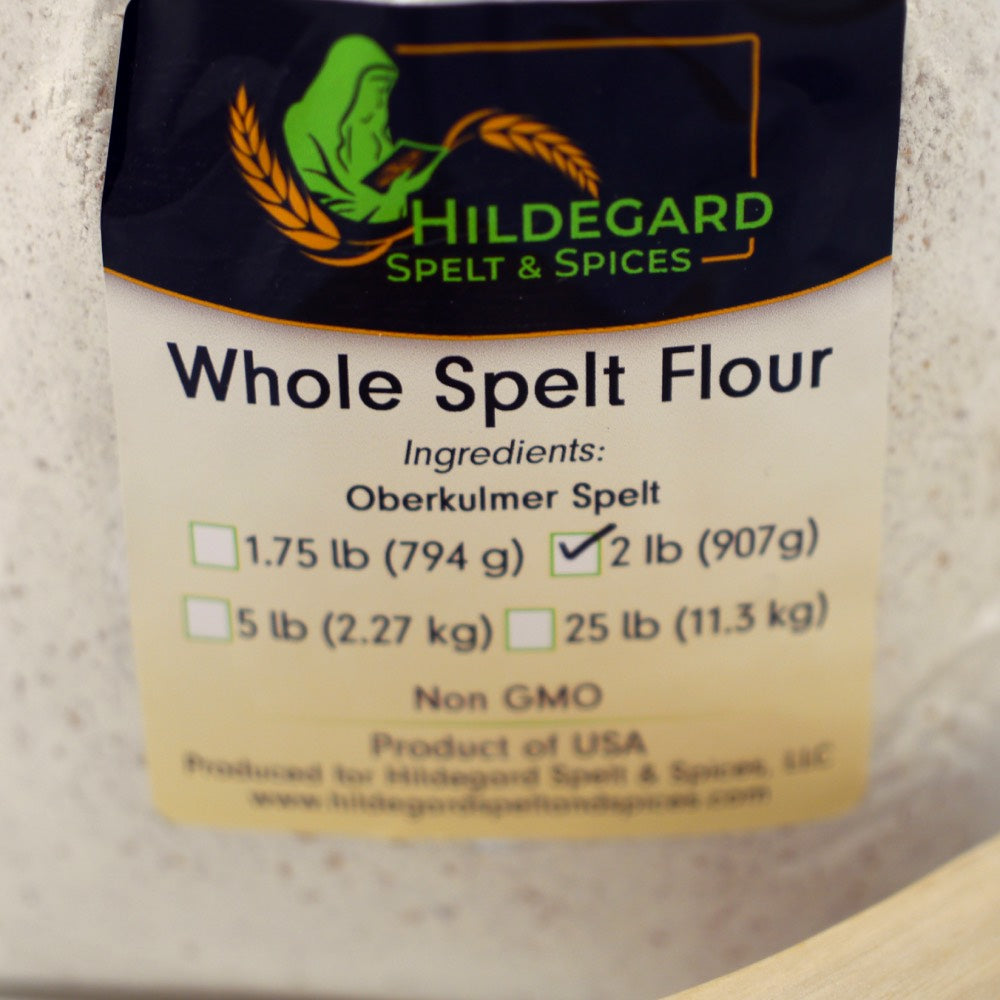 HILDEGARD
SPELT & SPICES
Whole Spelt Flour
Ingredients:
Oberkulmer Spelt
1.75 lb (794 g) 2 lb (907g)
5 lb (2.27 kg) 25 lb (11.3 kg)
Non GMO
Product of USA
Produced for Hildegard Spelt & Spices, LLC
www.hildegardspeltandspices.com